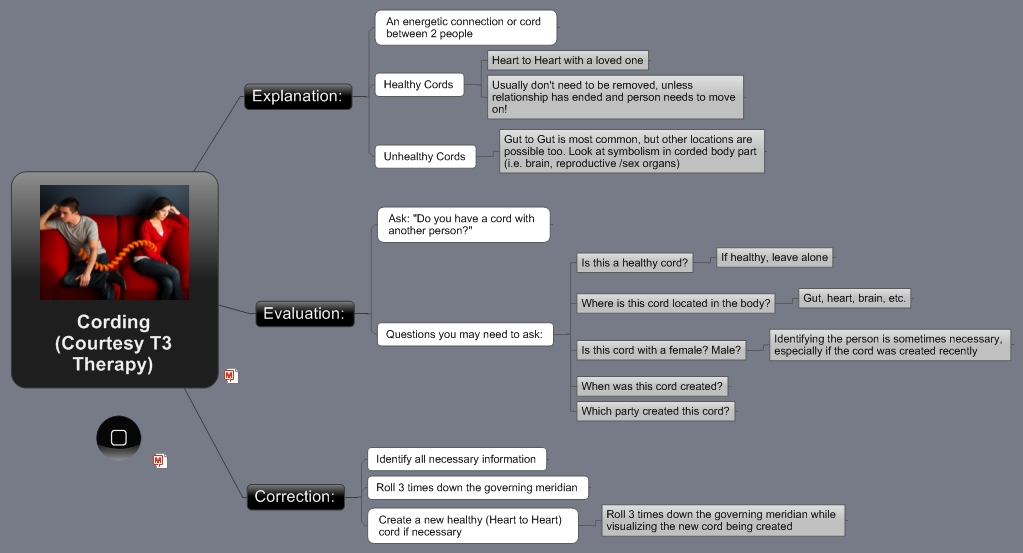 An energetic connection or cord
between 2 people
Explanation:
Healthy Cords
Heart to Heart with a loved one
Usually don't need to be removed, unless
relationship has ended and person needs to move
on!
Unhealthy Cords
Gut to Gut is most common, but other locations are
possible too. Look at symbolism in corded body part
(i.e. brain, reproductive /sex organs)
Cording
(Courtesy T3
Therapy)
Evaluation:
Ask: "Do you have a cord with
another person?"
Questions you may need to ask:
Is this a healthy cord?
If healthy, leave alone
Where is this cord located in the body?
Gut, heart, brain, etc.
Is this cord with a female? Male?
Identifying the person is sometimes necessary,
especially if the cord was created recently
When was this cord created?
Which party created this cord?
Correction:
Identify all necessary information
Roll 3 times down the governing meridian
Create a new healthy (Heart to Heart)
cord if necessary
Roll 3 times down the governing meridian while
visualizing the new cord being created
M
M